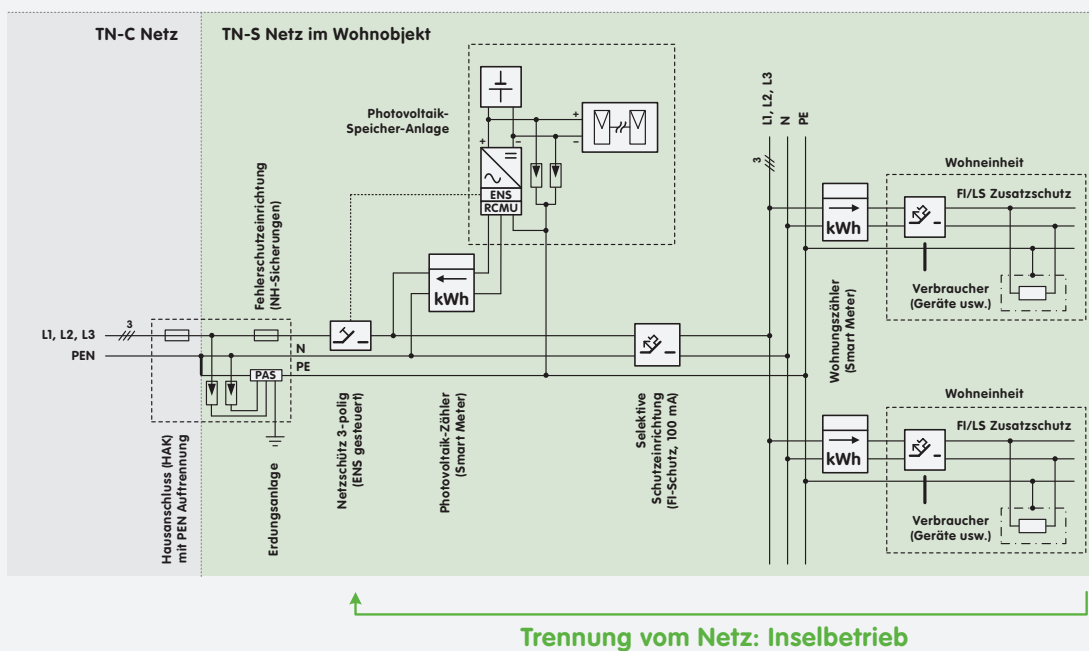 TN-C Netz
TN-S Netz im Wohnobjekt
Photovoltaik-
Speicher-Anlage
+
−
+
−
ENS
RCMU
L1, L2, L3
N
PE
3
Wohneinheit
FI/LS Zusatzschutz
kWh
Verbraucher
(Geräte usw.)
Wohnungszähler
(Smart Meter)
Fehlerschutzeinrichtung
(NH-Sicherungen)
kWh
L1, L2, L3
3
PEN
N
PE
PAS
Hausanschluss (HAK)
mit PEN Auftrennung
Erdungsanlage
Netzschütz 3-polig
(ENS gesteuert)
Photovoltaik-Zähler
(Smart Meter)
Selektive
Schutzeinrichtung
(FI-Schutz, 100 mA)
Wohneinheit
FI/LS Zusatzschutz
kWh
Verbraucher
(Geräte usw.)
Trennung vom Netz: Inselbetrieb